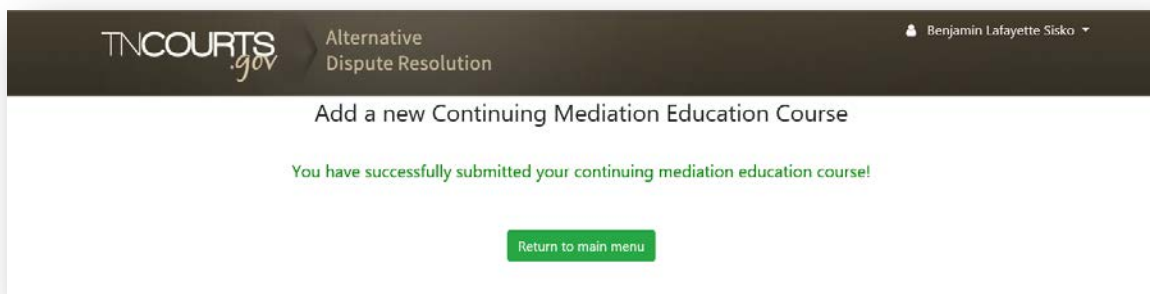 TNCOURTS
.gov
Alternative
Dispute Resolution
Benjamin Lafayette Sisko
Add a new Continuing Mediation Education Course
You have successfully submitted your continuing mediation education course!
Return to main menu